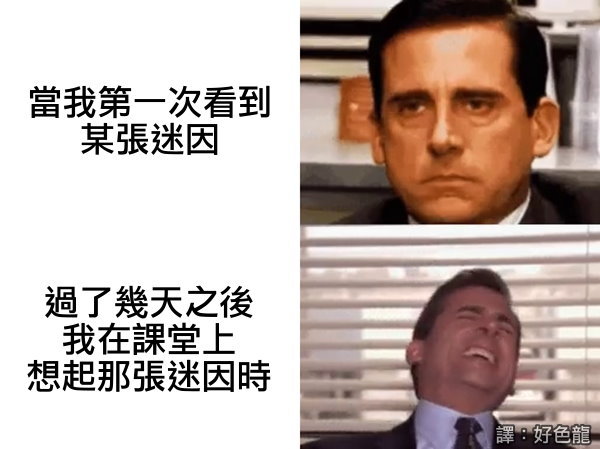 當我第一次看到
某張迷因
過了幾天之後
我在課堂上
想起那張迷因時
譯：好色龍